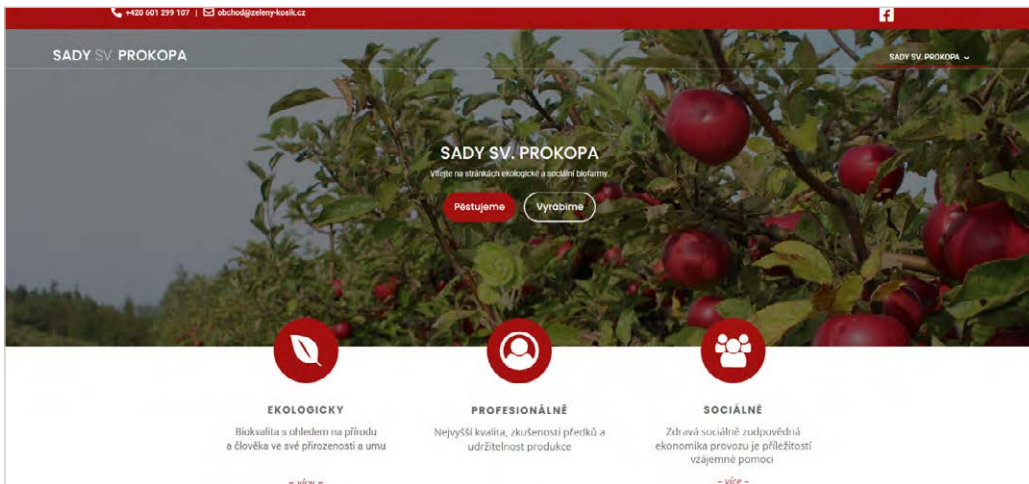 +420 601 299 107 | obchod@zeleny-kosik.cz
SADY SV. PROKOPA
SADY SV. PROKOPA
SADY SV. PROKOPA
Vítejte na stránkách ekologické a sociální biofarmy.
Pěstujeme
Vyrábíme
EKOLOGICKY
Biokvalita s ohledem na přírodu
a člověka ve své přirozenosti a umu
– více –
PROFESIONÁLNĚ
Nejvyšší kvalita, zkušenosti předků a
udržitelnost produkce
SOCIÁLNĚ
Zdravá sociálně zodpovědná
ekonomika provozu je příležitostí
vzájemné pomoci
– více –